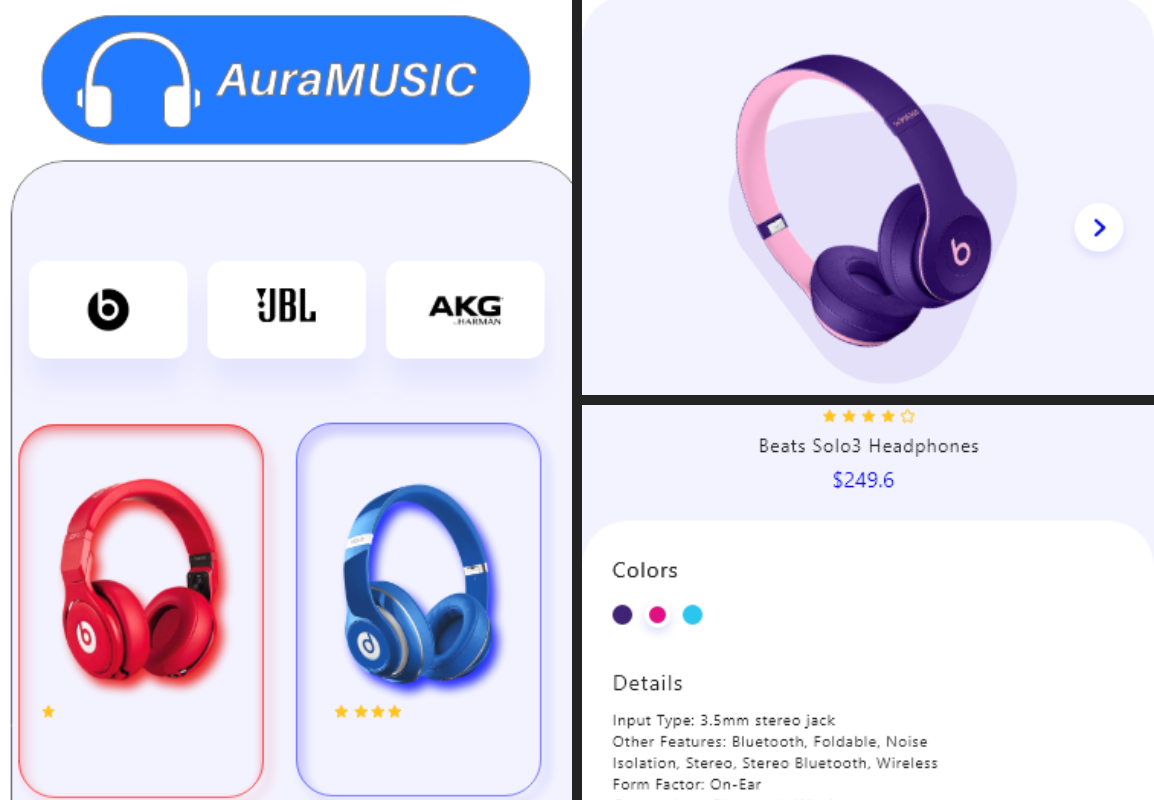 AuraMUSIC
b
JBL
AKG
by HARMAN
Beats Solo3 Headphones
$249.6
Colors
Details
Input Type: 3.5mm stereo jack
Other Features: Bluetooth, Foldable, Noise
Isolation, Stereo, Stereo Bluetooth, Wireless
Form Factor: On-Ear